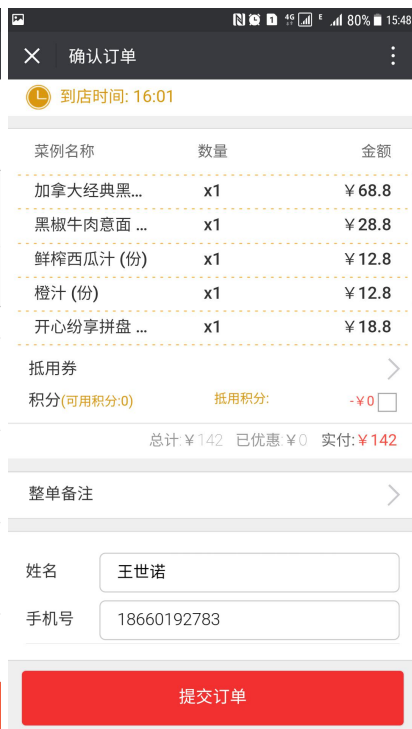 4G E 80% 15:48
确认订单
到店时间: 16:01
菜例名称 数量 金额
加拿大经典黑... x1 ￥68.8
黑椒牛肉意面 ... x1 ￥28.8
鲜榨西瓜汁 (份) x1 ￥12.8
橙汁 (份) x1 ￥12.8
开心纷享拼盘 ... x1 ￥18.8
抵用券
积分(可用积分:0) 抵用积分: -￥0
总计:￥142 已优惠:￥0 实付:￥142
整单备注
姓名 王世诺
手机号 18660192783
提交订单